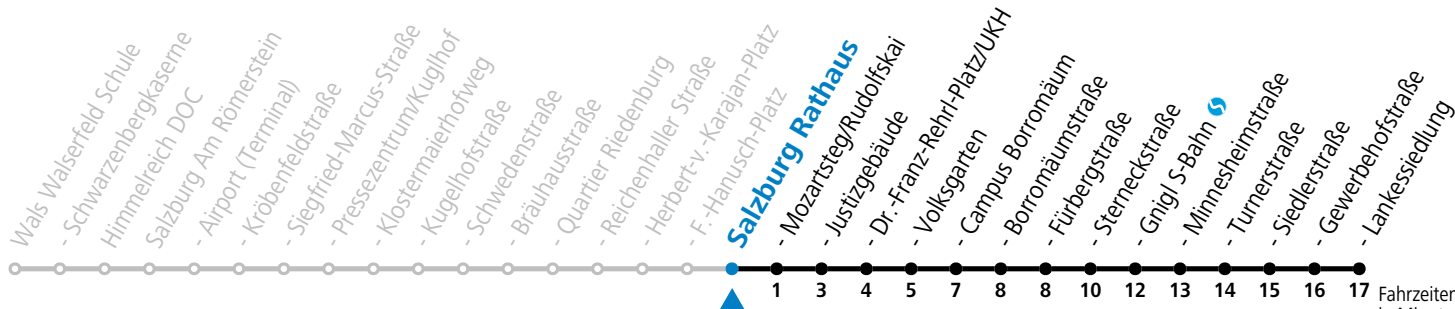 Wals Walserfeld Schule
- Schwarzenbergkaserne
Himmelreich DOC
Salzburg Am Römerstein
- Airport (Terminal)
- Kröbenfeldstraße
- Siegfried-Marcus-Straße
- Pressezentrum/Kuglhof
- Klostermaierhofweg
- Kugelhofstraße
- Schwedenstraße
- Bräuhausstraße
- Quartier Riedenburg
- Reichenhaller Straße
- Herbert-v.-Karajan-Platz
- F.-Hanusch-Platz
Salzburg Rathaus
- Mozartsteg/Rudolfskai
- Justizgebäude
- Dr.-Franz-Rehrl-Platz/UKH
- Volksgarten
- Campus Borromäum
- Borromäumstraße
- Fürbergstraße
- Sterneckstraße
- Gnigl S-Bahn
- Minnesheimstraße
- Turnerstraße
- Siedlerstraße
- Gewerbehofstraße
- Lankessiedlung
1 3 4 5 7 8 8 10 12 13 14 15 16 17 Fahrzeiten